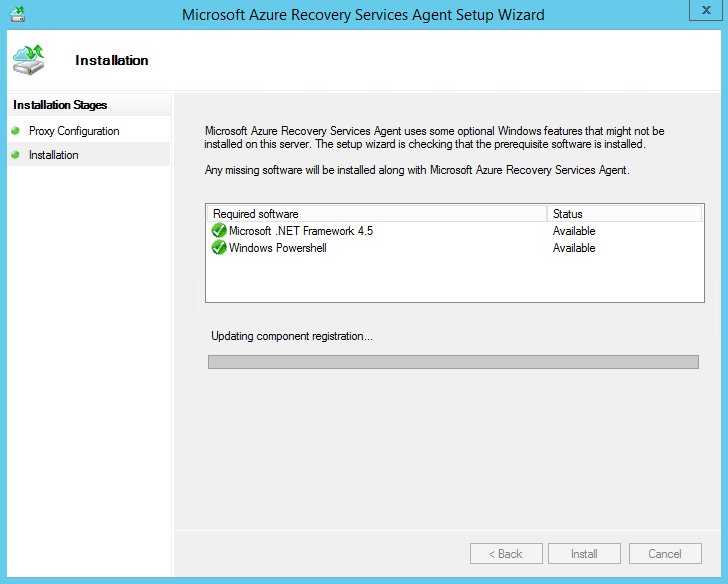 Microsoft Azure Recovery Services Agent Setup Wizard
x
Installation
Installation Stages
Proxy Configuration
Installation
Microsoft Azure Recovery Services Agent uses some optional Windows features that might not be
installed on this server. The setup wizard is checking that the prerequisite software is installed.
Any missing software will be installed along with Microsoft Azure Recovery Services Agent.
Required software Status
Microsoft .NET Framework 4.5 Available
Windows Powershell Available
Updating component registration...
< Back Install Cancel